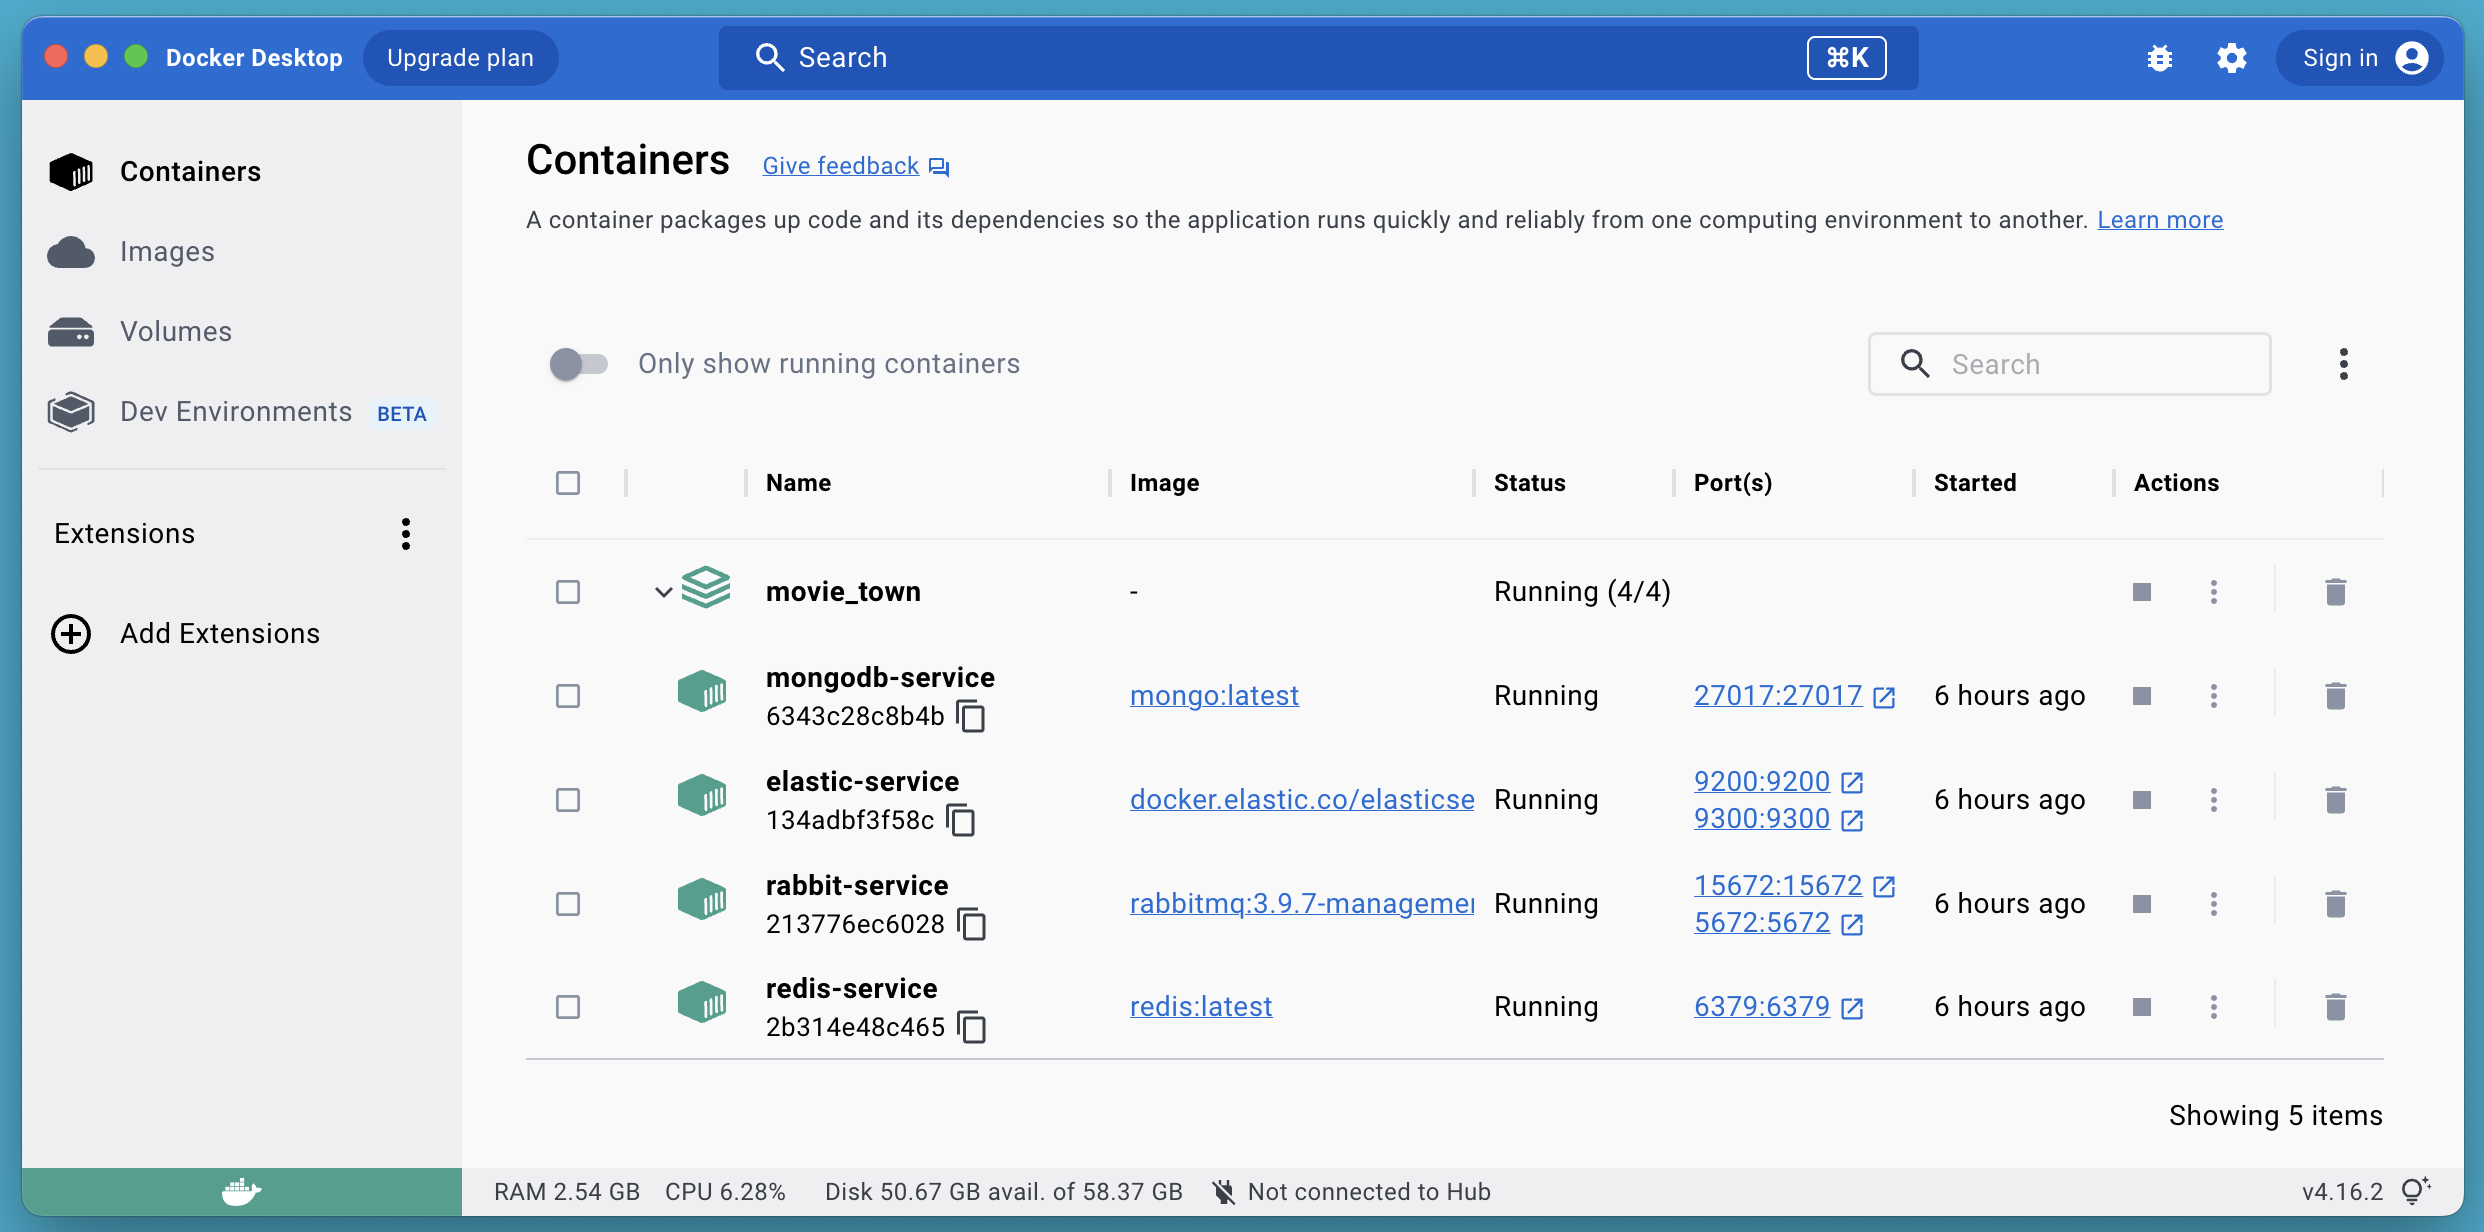 Docker Desktop
Upgrade plan
Search
⌘K
Sign in
Containers
Images
Volumes
Dev Environments BETA
Extensions
Add Extensions
Containers
Give feedback
A container packages up code and its dependencies so the application runs quickly and reliably from one computing environment to another. Learn more
Only show running containers
Search
Name Image Status Port(s) Started Actions
movie_town - Running (4/4)
mongodb-service
6343c28c8b4b
mongo:latest Running 27017:27017 6 hours ago
elastic-service
134adbf3f58c
docker.elastic.co/elasticse Running
9200:9200
9300:9300
6 hours ago
rabbit-service
213776ec6028
rabbitmq:3.9.7-managemen Running
15672:15672
5672:5672
6 hours ago
redis-service
2b314e48c465
redis:latest Running 6379:6379 6 hours ago
Showing 5 items
RAM 2.54 GB CPU 6.28% Disk 50.67 GB avail. of 58.37 GB Not connected to Hub
v4.16.2